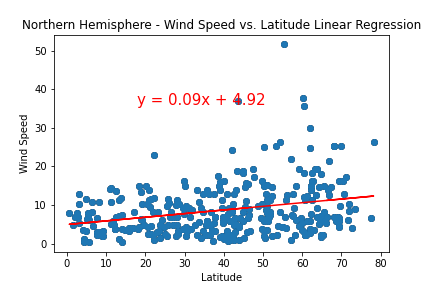 Northern Hemisphere - Wind Speed vs. Latitude Linear Regression
50
40
y = 0.09x + 4.92
30
20
10
0
Wind Speed
0 10 20 30 40 50 60 70 80
Latitude